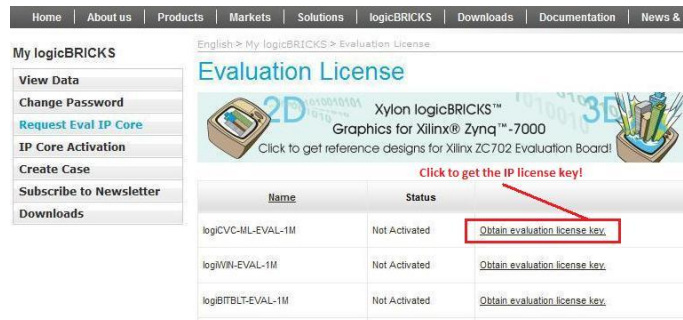 Home About us Products Markets Solutions logicBRICKS Downloads Documentation News &
My logicBRICKS
View Data
Change Password
Request Eval IP Core
IP Core Activation
Create Case
Subscribe to Newsletter
Downloads
English > My logicBRICKS > Evaluation License
Evaluation License
2D
3D
Xylon logicBRICKS™
Graphics for Xilinx® Zynq™-7000
Click to get reference designs for Xilinx ZC702 Evaluation Board!
Click to get the IP license key!
Name Status
logiCVC-ML-EVAL-1M Not Activated Obtain evaluation license key.
logiWIN-EVAL-1M Not Activated Obtain evaluation license key.
logiBITBLT-EVAL-1M Not Activated Obtain evaluation license key.